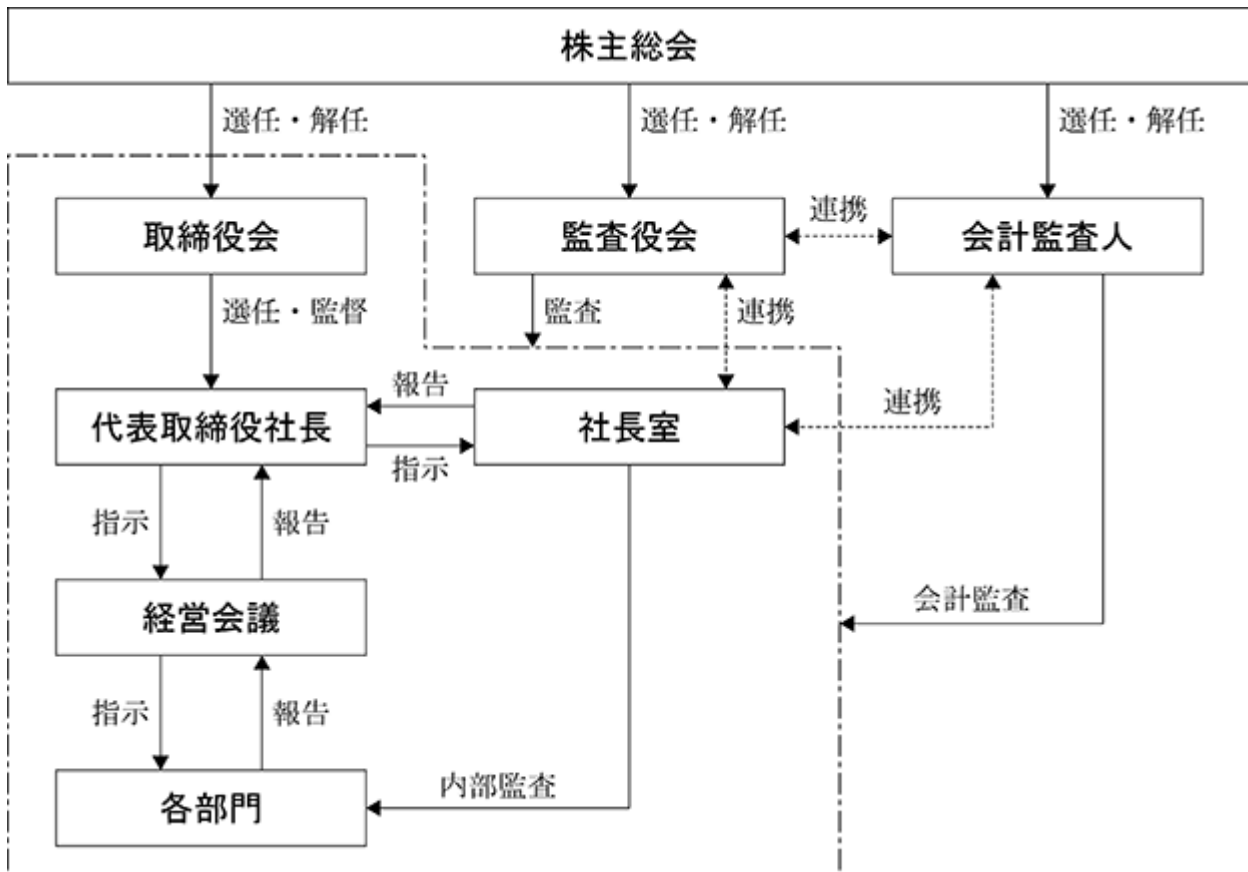 株主総会
選任・解任
選任・解任
選任・解任
取締役会
監査役会
連携
会計監査人
選任・監督
監査
連携
代表取締役社長
報告
指示
社長室
連携
指示
報告
経営会議
会計監査
指示
報告
各部門
内部監査